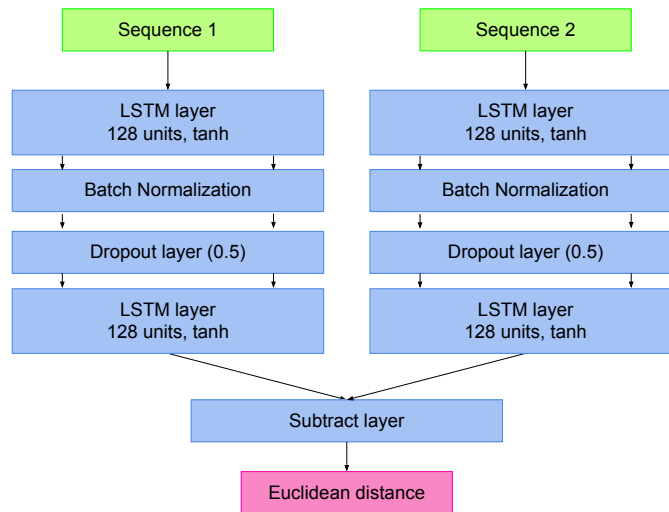 Sequence 1
Sequence 2
LSTM layer
128 units, tanh
LSTM layer
128 units, tanh
Batch Normalization
Batch Normalization
Dropout layer (0.5)
Dropout layer (0.5)
LSTM layer
128 units, tanh
LSTM layer
128 units, tanh
Subtract layer
Euclidean distance